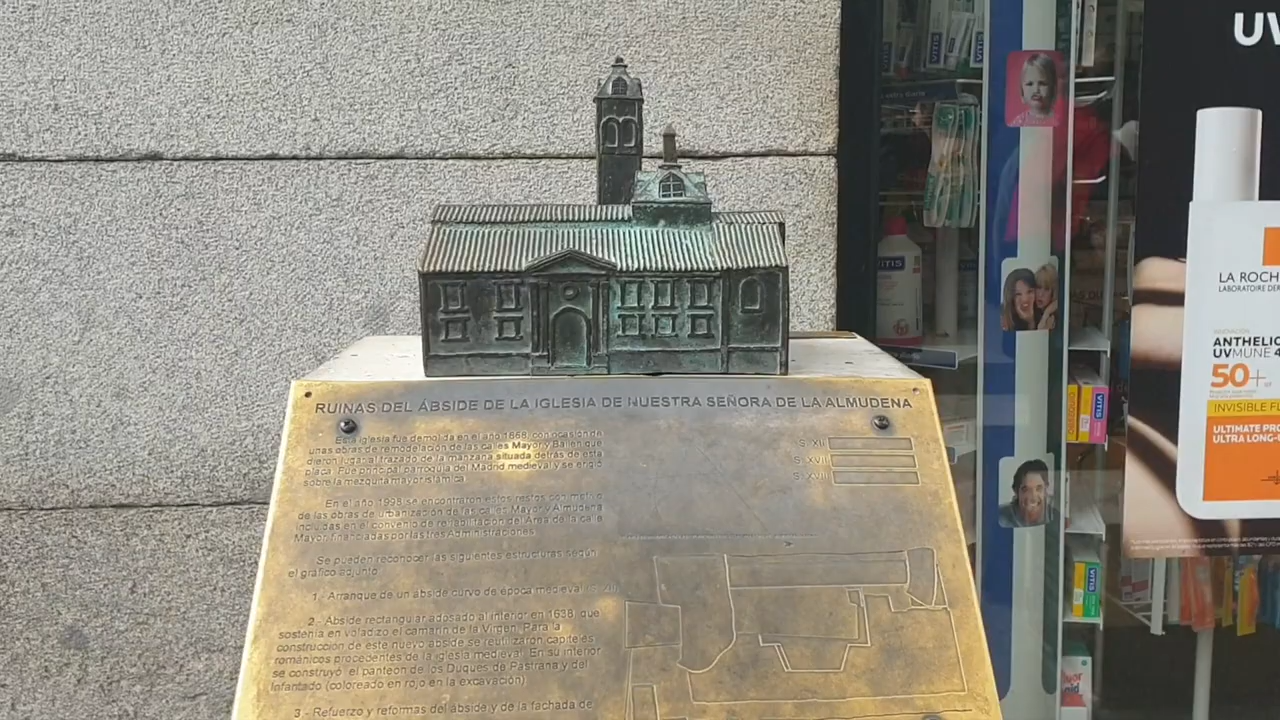 RUINAS DEL ÁBSIDE DE LA IGLESIA DE NUESTRA SEÑORA DE LA ALMUDENA
Esta iglesia fue demolida en el año 1868 con ocasión de
unas obras de remodelación de las calles Mayor y Bailén que
dieron lugar al trazado de la manzana situada detrás de esta
placa. Fue principal parroquia del Madrid medieval y se erigió
sobre la mezquita mayor islámica
En el año 1998 se encontraron estos restos con motivo
de las obras de urbanización de las calles Mayor y Almudena
incluidas en el convenio de rehabilitación del Área de la calle
Mayor financiadas por las tres Administraciones
Se pueden reconocer las siguientes estructuras según
el gráfico adjunto
1.- Arranque de un ábside curvo de época medieval
2.- Ábside rectangular adosado al interior en 1638, que
sostenía en voladizo el camarín de la Virgen. Para la
construcción de este nuevo ábside se reutilizaron capiteles
románicos procedentes de la iglesia medieval. En su interior
se construyó el panteón de los Duques de Pastrana y del
Infantado (coloreado en rojo en la excavación)
3.- Refuerzo y reformas del ábside y de la fachada de
S. XII
S. XVI
S. XVII
VITIS
VITIS
VITIS
VITIS
VITIS
UV
LA ROCH
LABORATOIRE DER
ANTHELIO
UVMUNE 4
50+
INVISIBLE F
ULTIMATE PRO
ULTRA LONG-